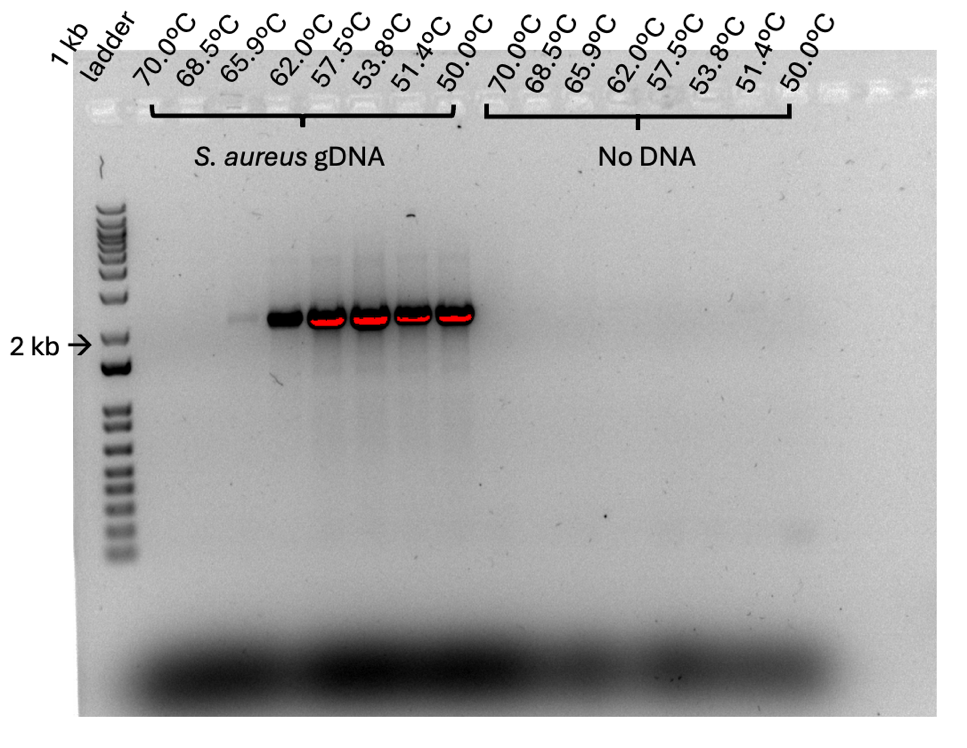 1 kb
ladder
70.0ºC
68.5ºC
65.9ºC
62.0ºC
57.5ºC
53.8ºC
51.4ºC
50.0ºC
70.0ºC
68.5ºC
65.9ºC
62.0ºC
57.5ºC
53.8ºC
51.4ºC
50.0ºC
S. aureus gDNA
No DNA
2 kb →